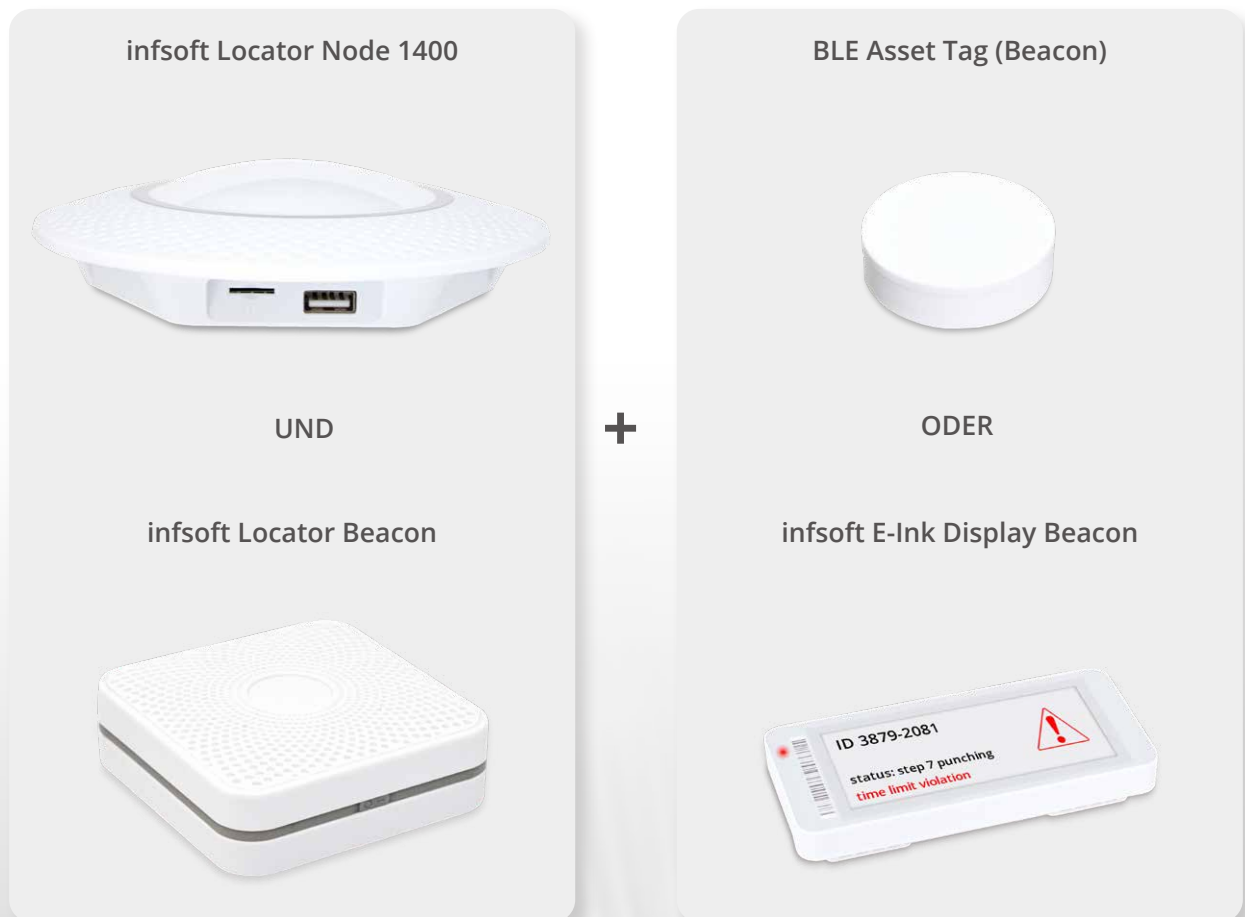 infsoft Locator Node 1400
UND
infsoft Locator Beacon
+
BLE Asset Tag (Beacon)
ODER
infsoft E-Ink Display Beacon
ID 3879-2081
status: step 7 punching
time limit violation